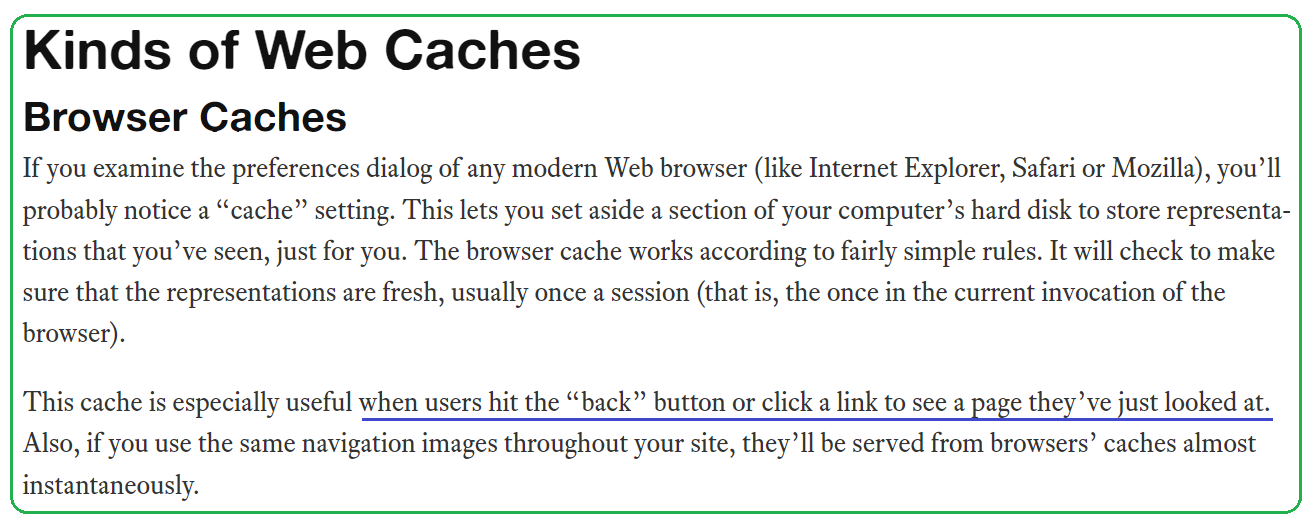 Kinds of Web Caches
Browser Caches
If you examine the preferences dialog of any modern Web browser (like Internet Explorer, Safari or Mozilla), you’ll
probably notice a “cache” setting. This lets you set aside a section of your computer’s hard disk to store representa-
tions that you’ve seen, just for you. The browser cache works according to fairly simple rules. It will check to make
sure that the representations are fresh, usually once a session (that is, the once in the current invocation of the
browser).
This cache is especially useful when users hit the “back” button or click a link to see a page they’ve just looked at.
Also, if you use the same navigation images throughout your site, they’ll be served from browsers’ caches almost
instantaneously.